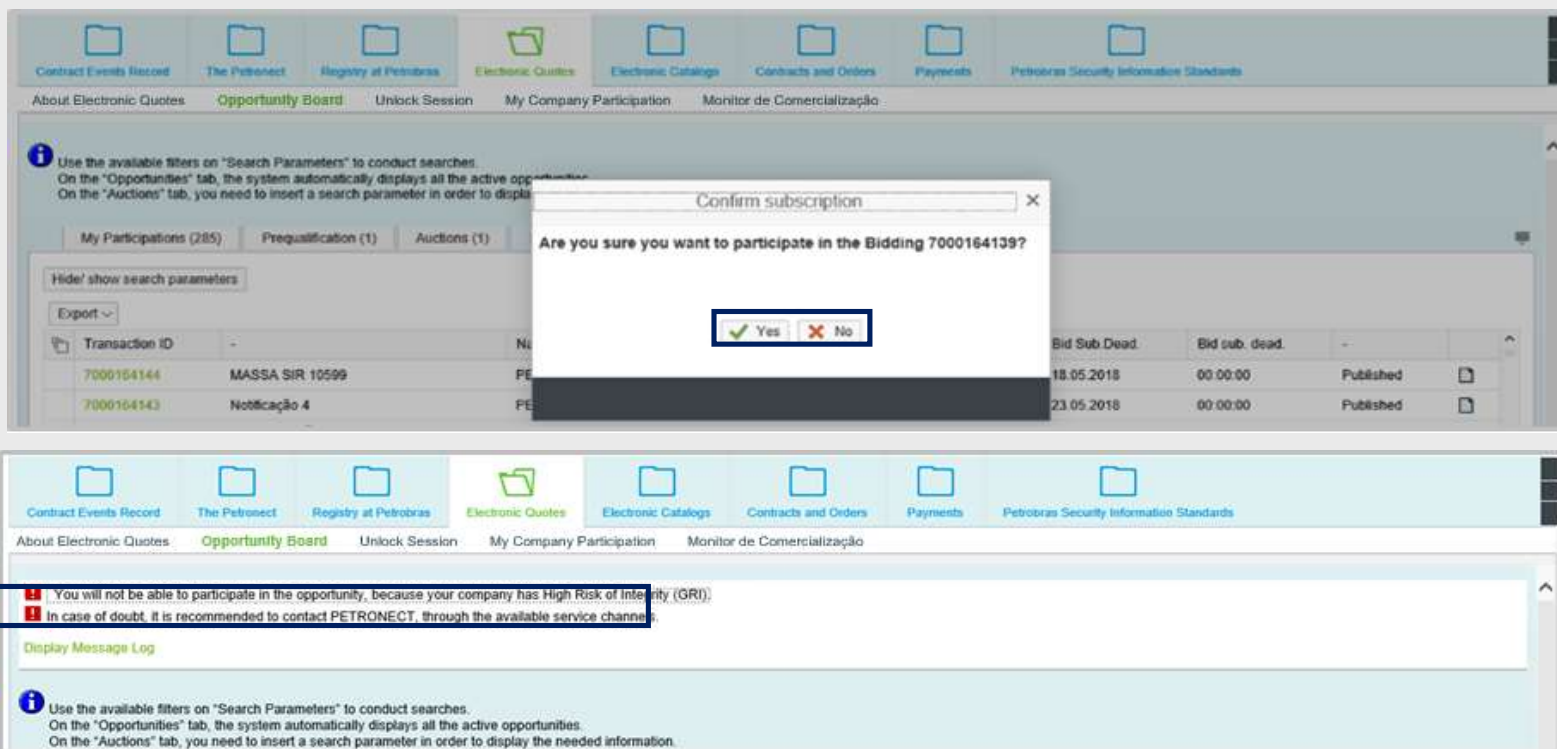 Contract Events Record The Petronect Registry at Petrobras Electronic Quotes Electronic Catalogs Contracts and Orders Payments Petrobras Security Information Standards
About Electronic Quotes Opportunity Board Unlock Session My Company Participation Monitor de Comercialização
Use the available filters on "Search Parameters" to conduct searches.
On the "Opportunities" tab, the system automatically displays all the active opportunities
On the "Auctions" tab, you need to insert a search parameter in order to displa
Confirm subscription
Are you sure you want to participate in the Bidding 7000164139?
Yes No
My Participations (285) Prequalification (1) Auctions (1)
Hide/ show search parameters
Export
Transaction ID - Na Bid Sub.Dead. Bid sub. dead. -
7000164144 MASSA SIR 10599 PE 18.05.2018 00:00:00 Published
7000164143 Notificação 4 PE 23.05.2018 00:00:00 Published
Contract Events Record The Petronect Registry at Petrobras Electronic Quotes Electronic Catalogs Contracts and Orders Payments Petrobras Security Information Standards
About Electronic Quotes Opportunity Board Unlock Session My Company Participation Monitor de Comercialização
You will not be able to participate in the opportunity, because your company has High Risk of Integrity (GRI).
In case of doubt, it is recommended to contact PETRONECT, through the available service channels.
Display Message Log
Use the available filters on "Search Parameters" to conduct searches.
On the "Opportunities" tab, the system automatically displays all the active opportunities.
On the "Auctions" tab, you need to insert a search parameter in order to display the needed information.